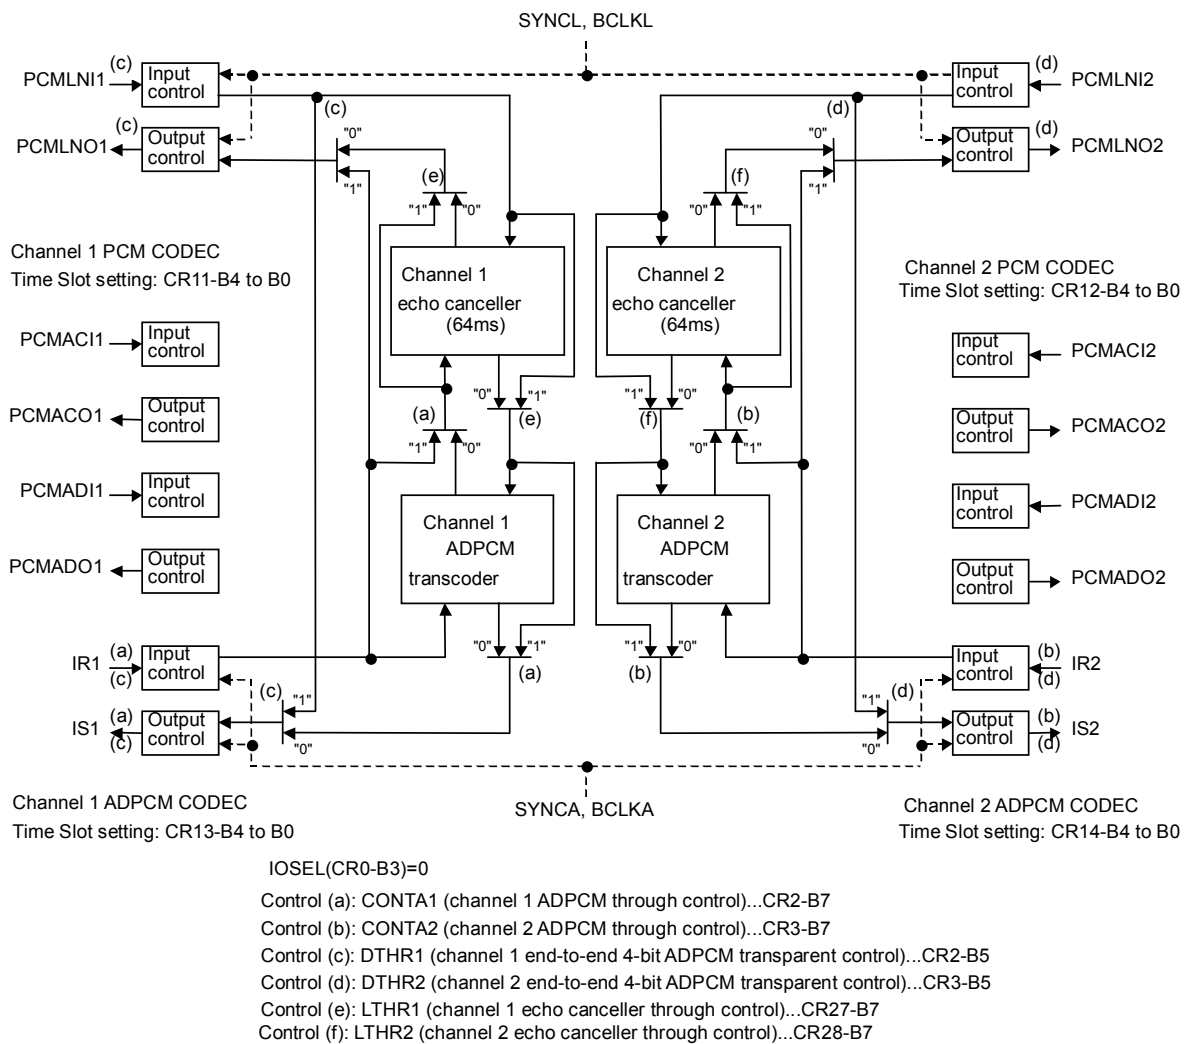 SYNCL, BCLKL
PCMLNI1
(c)
Input
control
(c)
PCMLNO1
(c)
Output
control
"0"
"1"
(e)
"1"
"0"
Input
control
(d)
PCMLNI2
(d)
Output
control
(d)
PCMLNO2
"0"
"1"
(f)
"0"
"1"
Channel 1 PCM CODEC
Time Slot setting: CR11-B4 to B0
Channel 1
echo canceller
(64ms)
Channel 2
echo canceller
(64ms)
Channel 2 PCM CODEC
Time Slot setting: CR12-B4 to B0
PCMACI1
Input
control
PCMACO1
Output
control
PCMADI1
Input
control
PCMADO1
Output
control
Input
control
PCMACI2
Output
control
PCMACO2
Input
control
PCMADI2
Output
control
PCMADO2
"0"
"1"
(e)
(a)
"1"
"0"
"1"
"0"
(f)
(b)
"0"
"1"
Channel 1
ADPCM
transcoder
Channel 2
ADPCM
transcoder
"0"
"1"
(a)
"1"
"0"
(b)
IR1
(a)
(c)
Input
control
IS1
(a)
(c)
Output
control
(c)
"1"
"0"
Input
control
(b)
(d)
IR2
Output
control
(b)
(d)
IS2
"1"
(d)
"0"
Channel 1 ADPCM CODEC
Time Slot setting: CR13-B4 to B0
SYNCA, BCLKA
Channel 2 ADPCM CODEC
Time Slot setting: CR14-B4 to B0
IOSEL(CR0-B3)=0
Control (a): CONTA1 (channel 1 ADPCM through control)...CR2-B7
Control (b): CONTA2 (channel 2 ADPCM through control)...CR3-B7
Control (c): DTHR1 (channel 1 end-to-end 4-bit ADPCM transparent control)...CR2-B5
Control (d): DTHR2 (channel 2 end-to-end 4-bit ADPCM transparent control)...CR3-B5
Control (e): LTHR1 (channel 1 echo canceller through control)...CR27-B7
Control (f): LTHR2 (channel 2 echo canceller through control)...CR28-B7